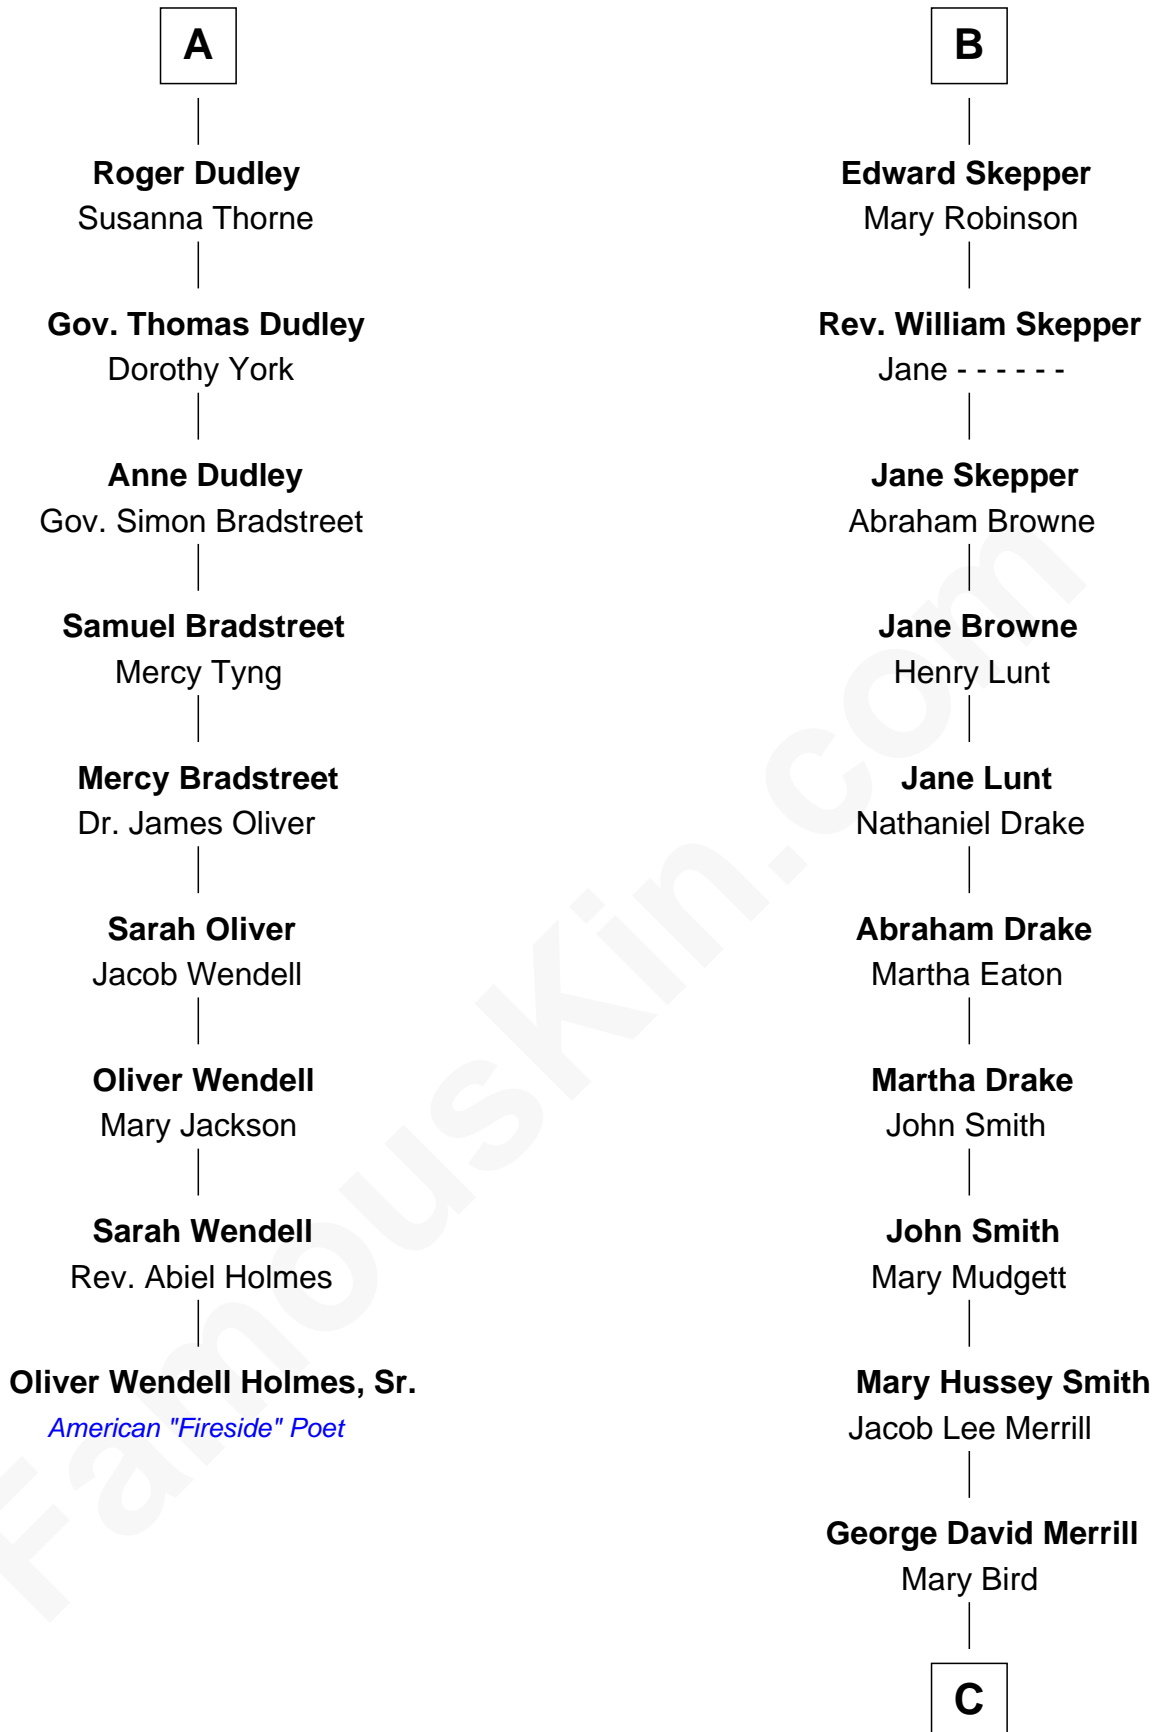 A
Roger Dudley
Susanna Thorne
Gov. Thomas Dudley
Dorothy York
Anne Dudley
Gov. Simon Bradstreet
Samuel Bradstreet
Mercy Tyng
Mercy Bradstreet
Dr. James Oliver
Sarah Oliver
Jacob Wendell
Oliver Wendell
Mary Jackson
Sarah Wendell
Rev. Abiel Holmes
Oliver Wendell Holmes, Sr.
American "Fireside" Poet
B
Edward Skepper
Mary Robinson
Rev. William Skepper
Jane - - - - - -
Jane Skepper
Abraham Browne
Jane Browne
Henry Lunt
Jane Lunt
Nathaniel Drake
Abraham Drake
Martha Eaton
Martha Drake
John Smith
John Smith
Mary Mudgett
Mary Hussey Smith
Jacob Lee Merrill
George David Merrill
Mary Bird
C
FamousKin.com